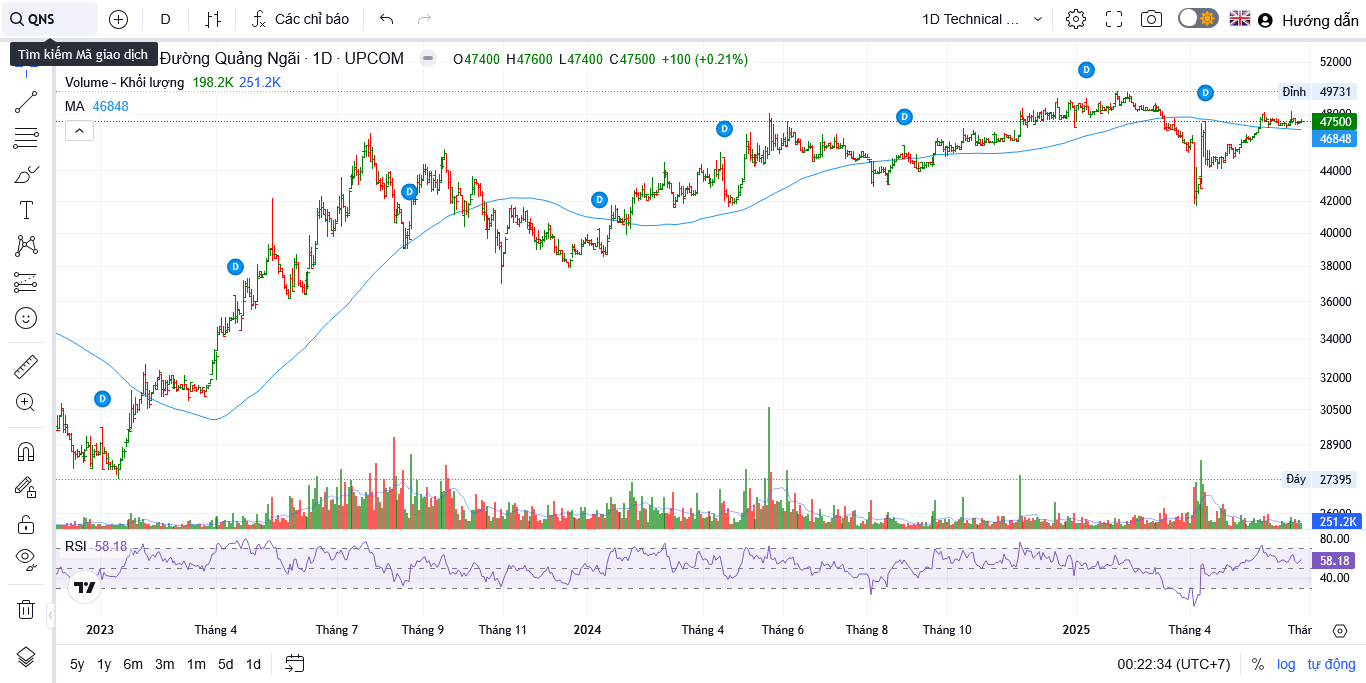 QNS
D
Các chỉ báo
1D Technical ...
Hướng dẫn
Tìm kiếm Mã giao dịch
Đường Quảng Ngãi · 1D · UPCOM
O47400 H47600 L47400 C47500 +100 (+0.21%)
Volume - Khối lượng 198.2K 251.2K
MA 46848
T
D
D
D
D
D
D
D
D
52000
Đỉnh 49731
48000
47500
46848
44000
42000
40000
38000
36000
34000
32000
30500
28900
Đáy 27395
26000
251.2K
RSI 58.18
80.00
58.18
40.00
2023
Tháng 4
Tháng 7
Tháng 9
Tháng 11
2024
Tháng 4
Tháng 6
Tháng 8
Tháng 10
2025
Tháng 4
Thár
5y 1y 6m 3m 1m 5d 1d
00:22:34 (UTC+7) % log tự động